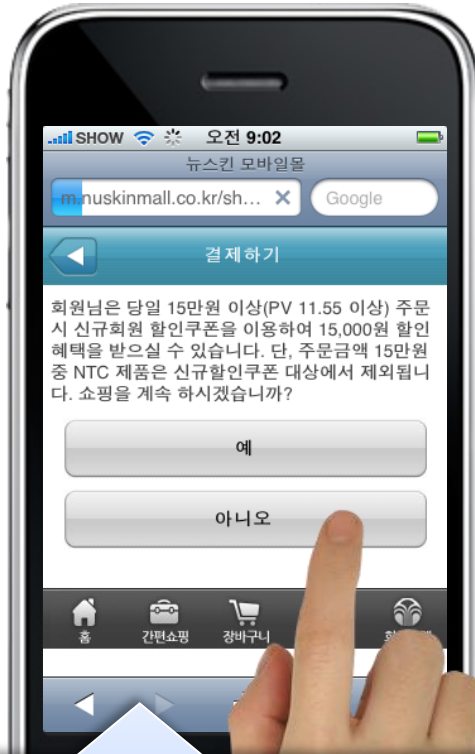 SHOW 오전 9:02
뉴스킨 모바일몰
m.nuskinmall.co.kr/sh... Google
결제하기
회원님은 당일 15만원 이상(PV 11.55 이상) 주문
시 신규회원 할인쿠폰을 이용하여 15,000원 할인
혜택을 받으실 수 있습니다. 단, 주문금액 15만원
중 NTC 제품은 신규할인쿠폰 대상에서 제외됩니
다. 쇼핑을 계속 하시겠습니까?
예
아니오
홈 간편쇼핑 장바구니